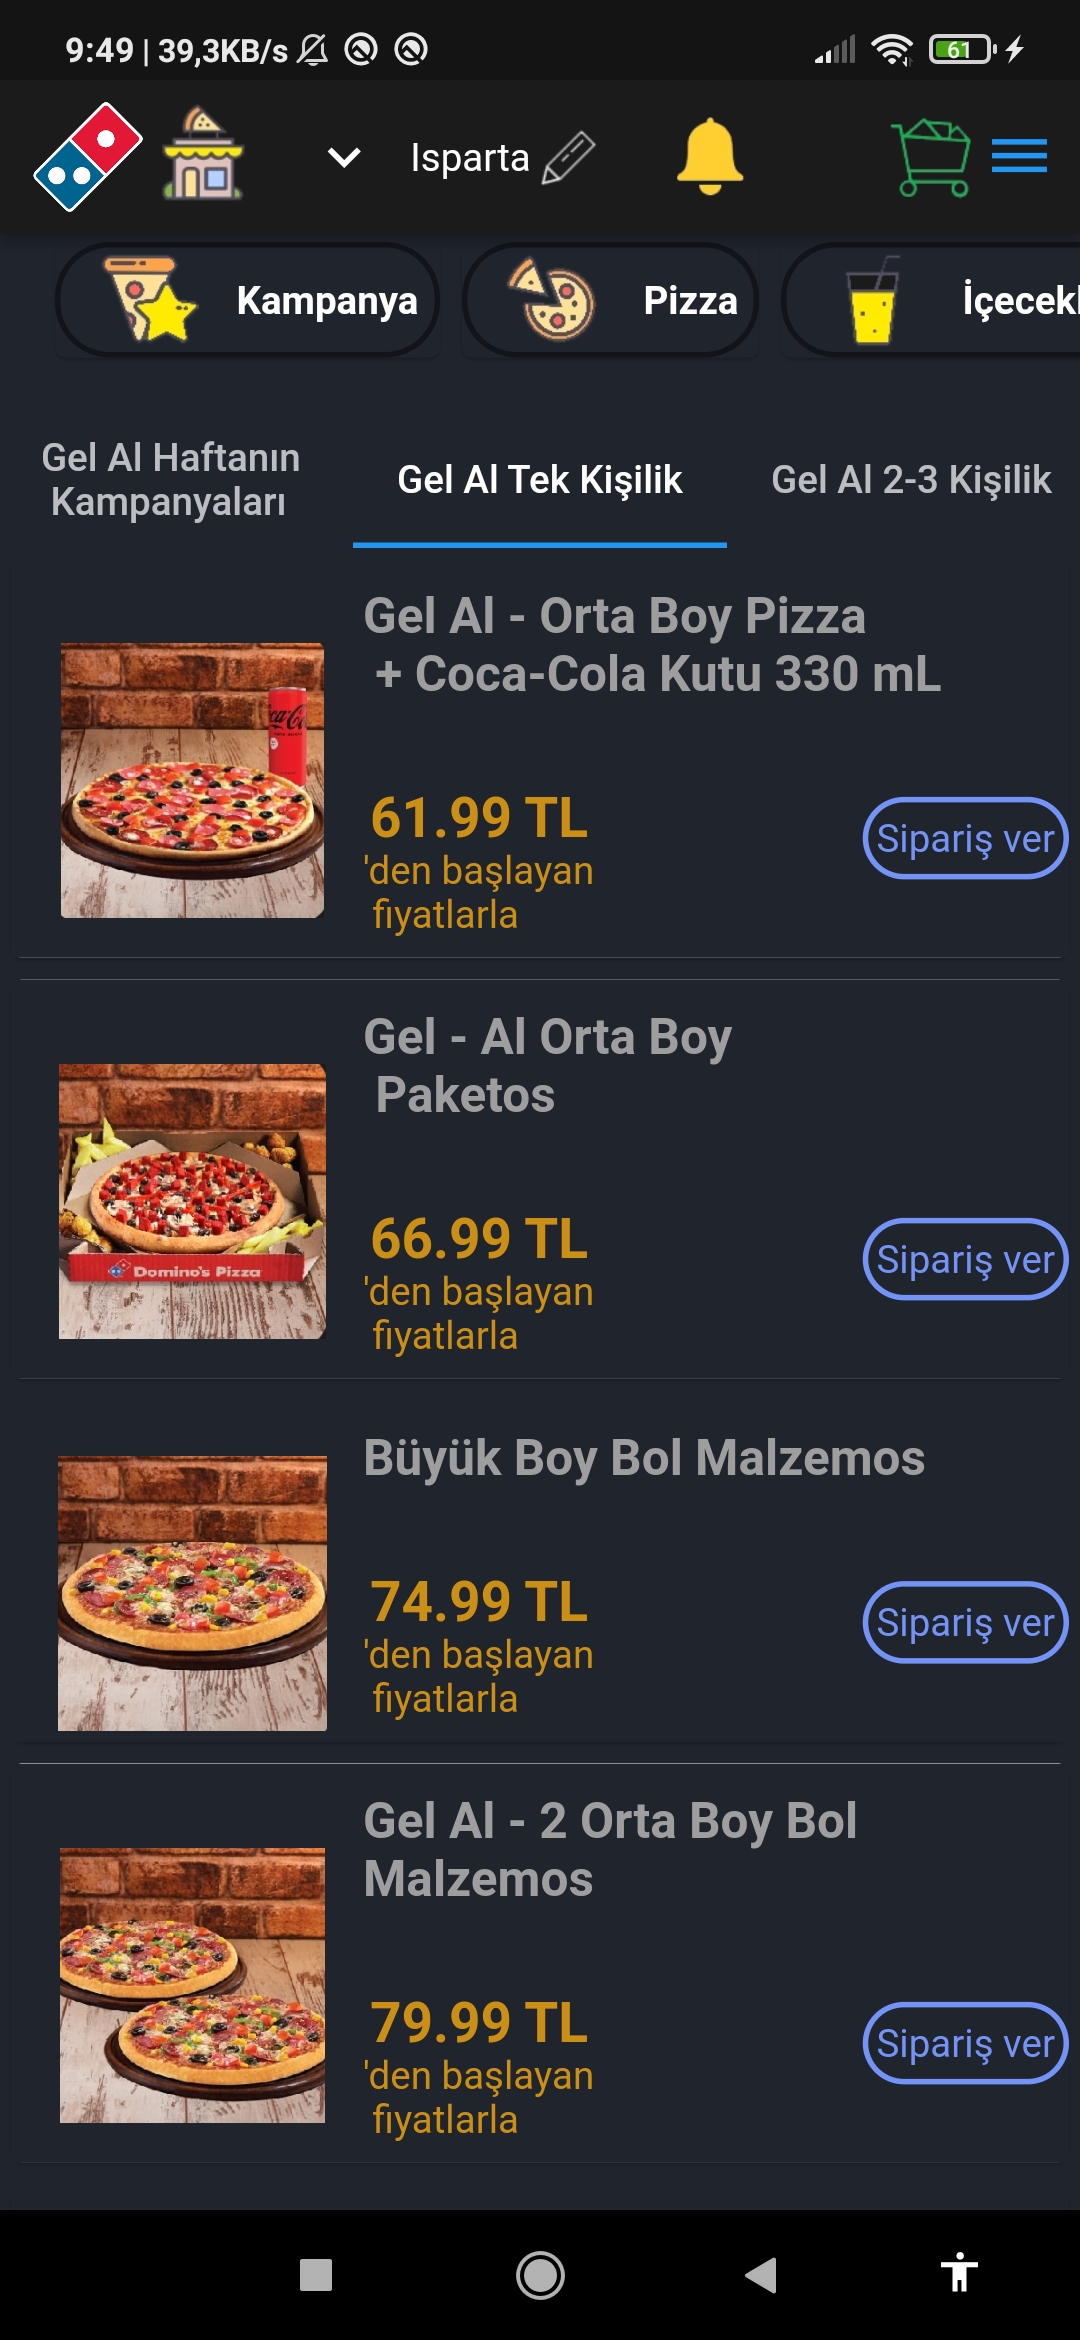 9:49 | 39,3KB/s
61
Isparta
Kampanya
Pizza
İçecekl
Gel Al Haftanın
Kampanyaları
Gel Al Tek Kişilik
Gel Al 2-3 Kişilik
Gel Al - Orta Boy Pizza
+ Coca-Cola Kutu 330 mL
61.99 TL
'den başlayan
fiyatlarla
Sipariş ver
Gel - Al Orta Boy
Paketos
Domino's Pizza
66.99 TL
'den başlayan
fiyatlarla
Sipariş ver
Büyük Boy Bol Malzemos
74.99 TL
'den başlayan
fiyatlarla
Sipariş ver
Gel Al - 2 Orta Boy Bol
Malzemos
79.99 TL
'den başlayan
fiyatlarla
Sipariş ver